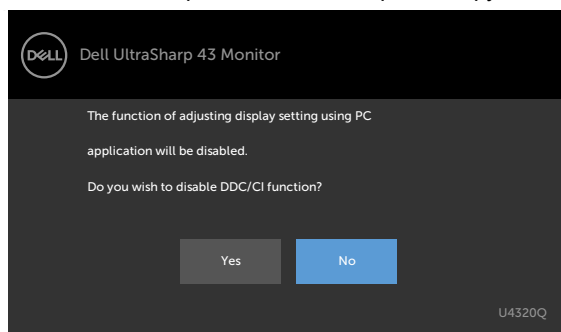 DELL
Dell UltraSharp 43 Monitor
The function of adjusting display setting using PC
application will be disabled.
Do you wish to disable DDC/CI function?
Yes
No
U4320Q